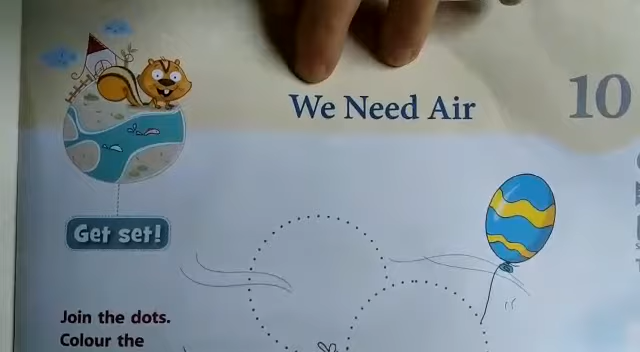 We Need Air
10
Get set!
Join the dots.
Colour the